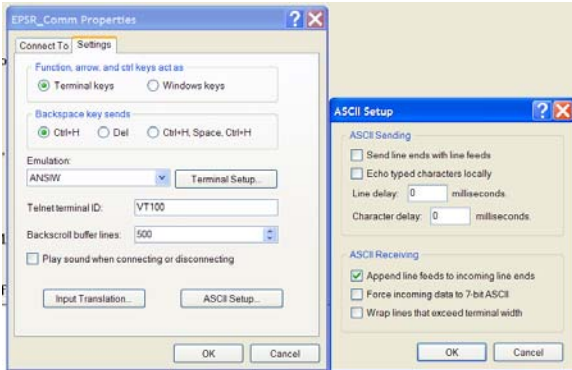 EPSR_Comm Properties
Connect To
Settings
Function, arrow, and ctrl keys act as
Terminal keys
Windows keys
Backspace key sends
Ctrl+H
Del
Ctrl+H, Space, Ctrl+H
Emulation:
ANSIW
Terminal Setup...
Telnet terminal ID:
VT100
Backscroll buffer lines:
500
Play sound when connecting or disconnecting
Input Translation...
ASCII Setup...
OK
Cancel
ASCII Setup
ASCII Sending
Send line ends with line feeds
Echo typed characters locally
Line delay:
0
milliseconds.
Character delay:
0
milliseconds.
ASCII Receiving
Append line feeds to incoming line ends
Force incoming data to 7-bit ASCII
Wrap lines that exceed terminal width
OK
Cancel